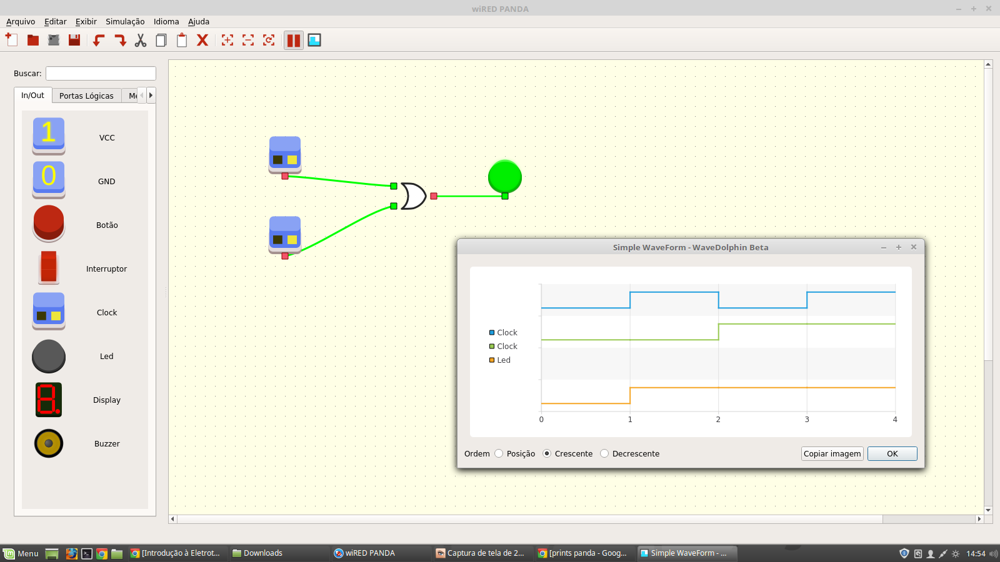 wiRED PANDA
Arquivo Editar Exibir Simulação Idioma Ajuda
Buscar:
In/Out Portas Lógicas
1 VCC
0 GND
Botão
Interruptor
Clock
Led
8. Display
Buzzer
Simple WaveForm - WaveDolphin Beta
Clock
Clock
Led
0 1 2 3 4
Ordem Posição Crescente Decrescente Copiar imagem OK
Menu [Introdução à Eletrot... Downloads wiRED PANDA Captura de tela de 2... [prints panda - Goog... Simple WaveForm - ... 14:54